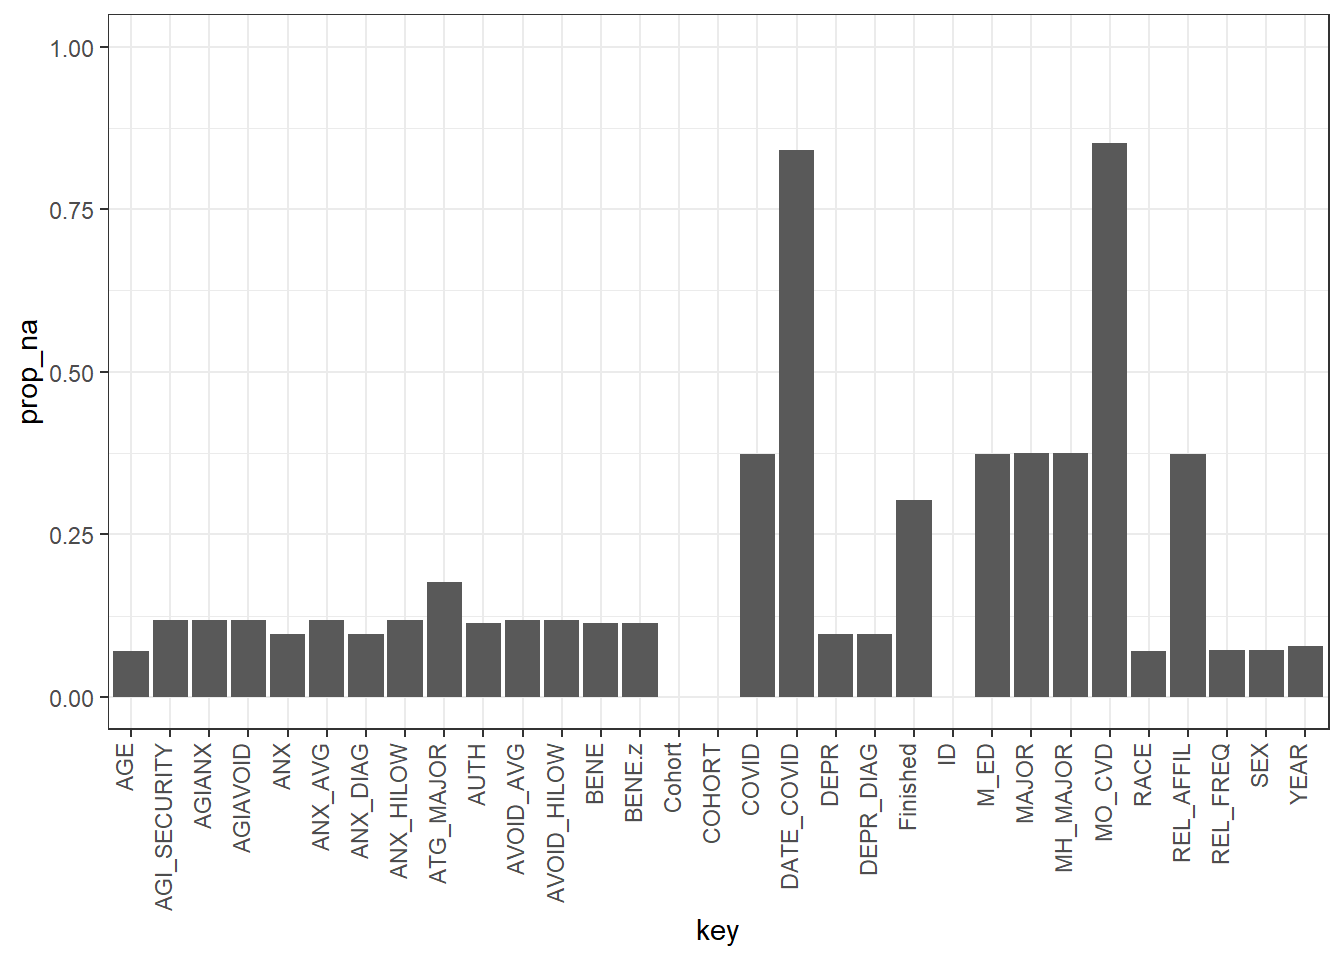 prop_na
1.00
0.75
0.50
0.25
0.00
AGE
AGI_SECURITY
AGIANX
AGIAVOID
ANX
ANX_AVG
ANX_DIAG
ANX_HILOW
ATG_MAJOR
AUTH
AVOID_AVG
AVOID_HILOW
BENE
BENE.z
Cohort
COHORT
COVID
DATE_COVID
DEPR
DEPR_DIAG
Finished
ID
M_ED
MAJOR
MH_MAJOR
MO_CVD
RACE
REL_AFFIL
REL_FREQ
SEX
YEAR
key